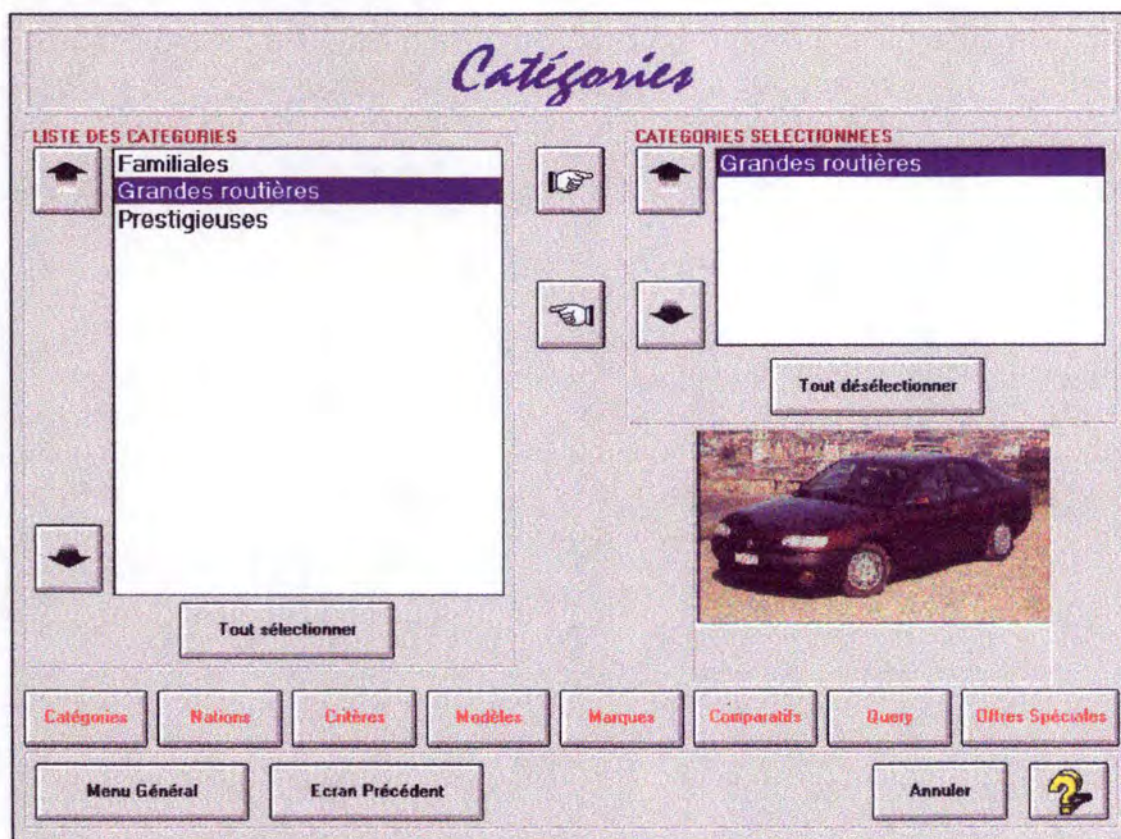 Catégories
LISTE DES CATEGORIES
Familiales
Grandes routières
Prestigieuses
Tout sélectionner
CATEGORIES SELECTIONNEES
Grandes routières
Tout désélectionner
Catégories Nations Critères Modèles Marques Comparatifs Query Offres Spéciales
Menu Général Ecran Précédent Annuler